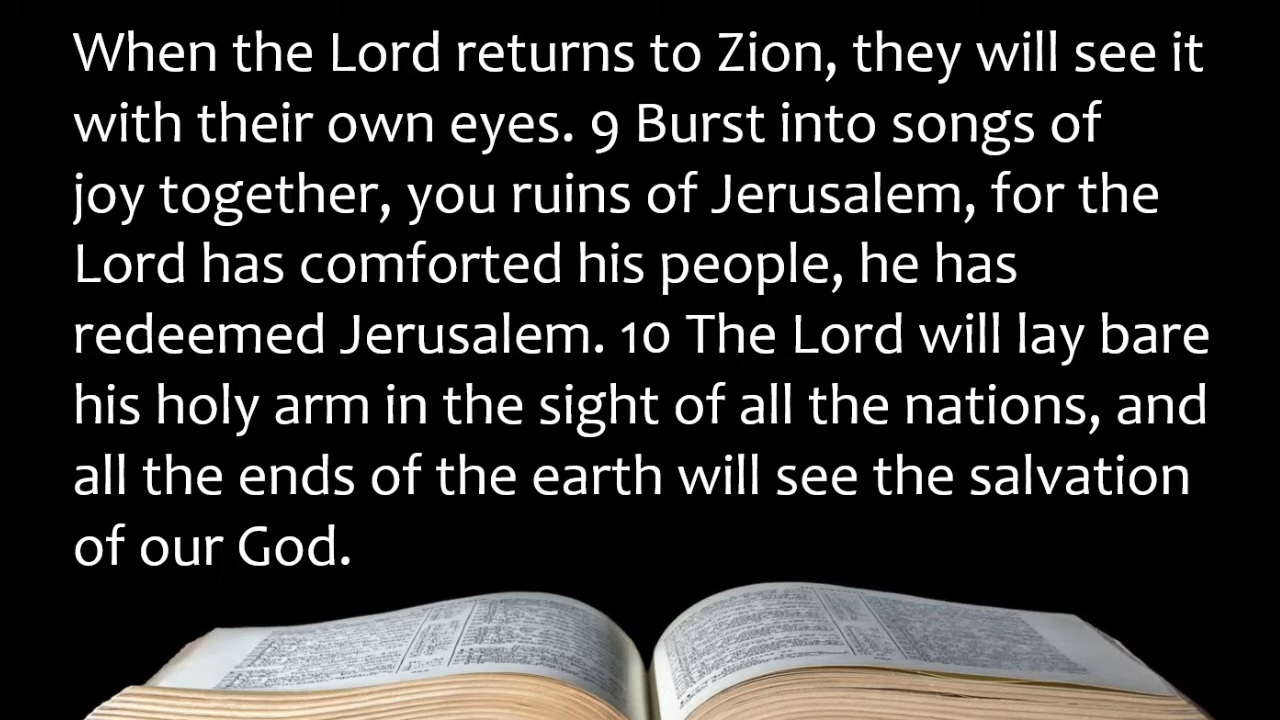 When the Lord returns to Zion, they will see it
with their own eyes. 9 Burst into songs of
joy together, you ruins of Jerusalem, for the
Lord has comforted his people, he has
redeemed Jerusalem. 10 The Lord will lay bare
his holy arm in the sight of all the nations, and
all the ends of the earth will see the salvation
of our God.